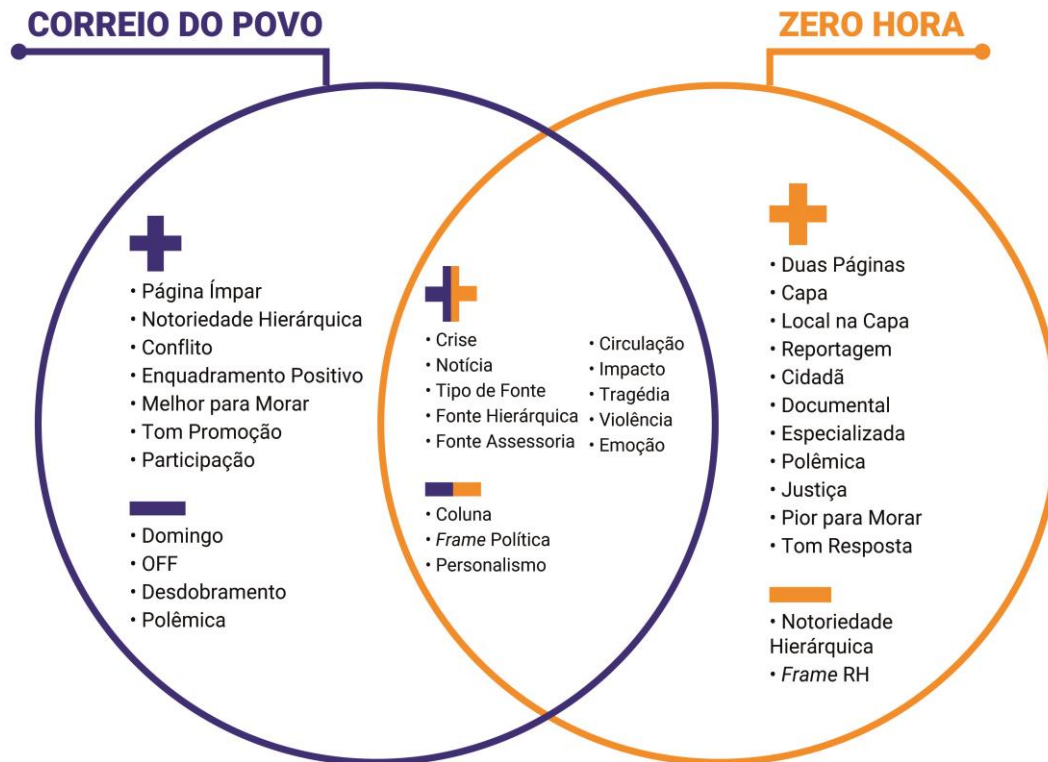 CORREIO DO POVO
ZERO HORA
• Página Ímpar
• Notoriedade Hierárquica
• Conflito
• Enquadramento Positivo
• Melhor para Morar
• Tom Promoção
• Participação
• Domingo
• OFF
• Desdobramento
• Polêmica
• Crise
• Notícia
• Tipo de Fonte
• Fonte Hierárquica
• Fonte Assessoria
• Circulação
• Impacto
• Tragédia
• Violência
• Emoção
• Coluna
• Frame Política
• Personalismo
• Duas Páginas
• Capa
• Local na Capa
• Reportagem
• Cidadã
• Documental
• Especializada
• Polêmica
• Justiça
• Pior para Morar
• Tom Resposta
• Notoriedade
Hierárquica
• Frame RH